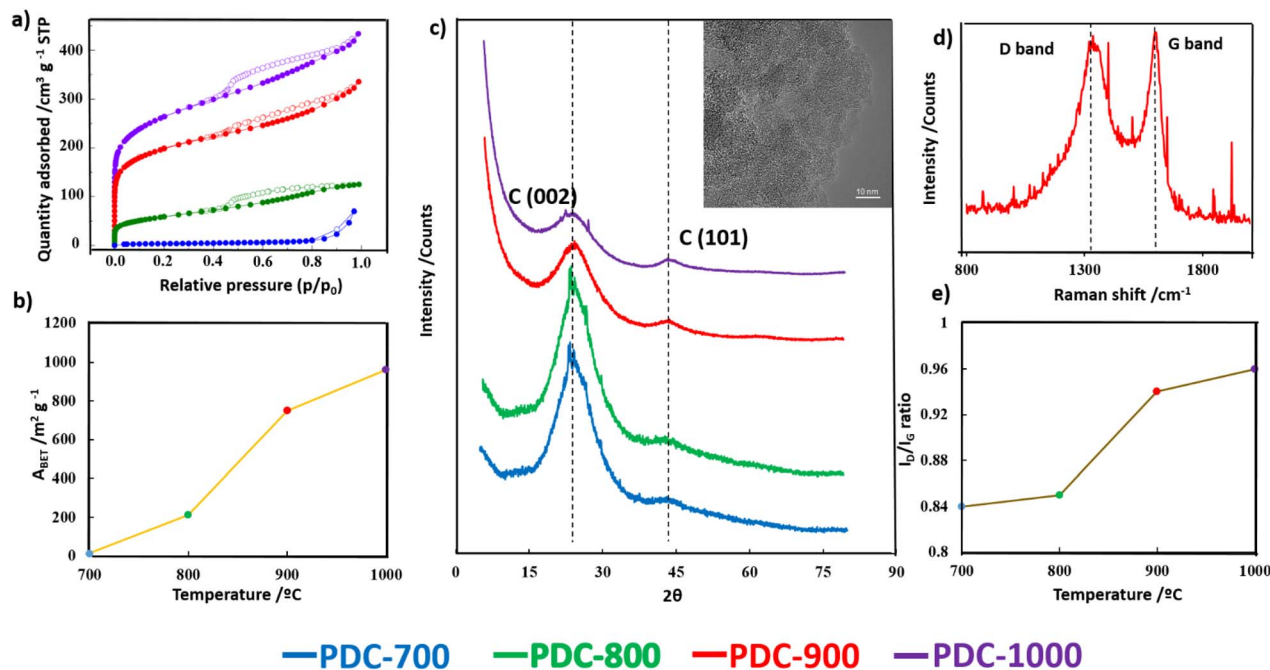 a)
Quantity adsorbed /cm³ g⁻¹ STP
400
300
200
100
0
0.0 0.2 0.4 0.6 0.8 1.0
Relative pressure (p/p₀)
b)
A_BET /m² g⁻¹
1200
1000
800
600
400
200
0
700 800 900 1000
Temperature /ºC
c)
Intensity /Counts
C (002)
C (101)
10 nm
0 15 30 45 60 75 90
2θ
d)
Intensity /Counts
D band
G band
800 1300 1800
Raman shift /cm⁻¹
e)
I_D/I_G ratio
1
0.96
0.92
0.88
0.84
0.8
700 800 900 1000
Temperature /ºC
PDC-700 PDC-800 PDC-900 PDC-1000